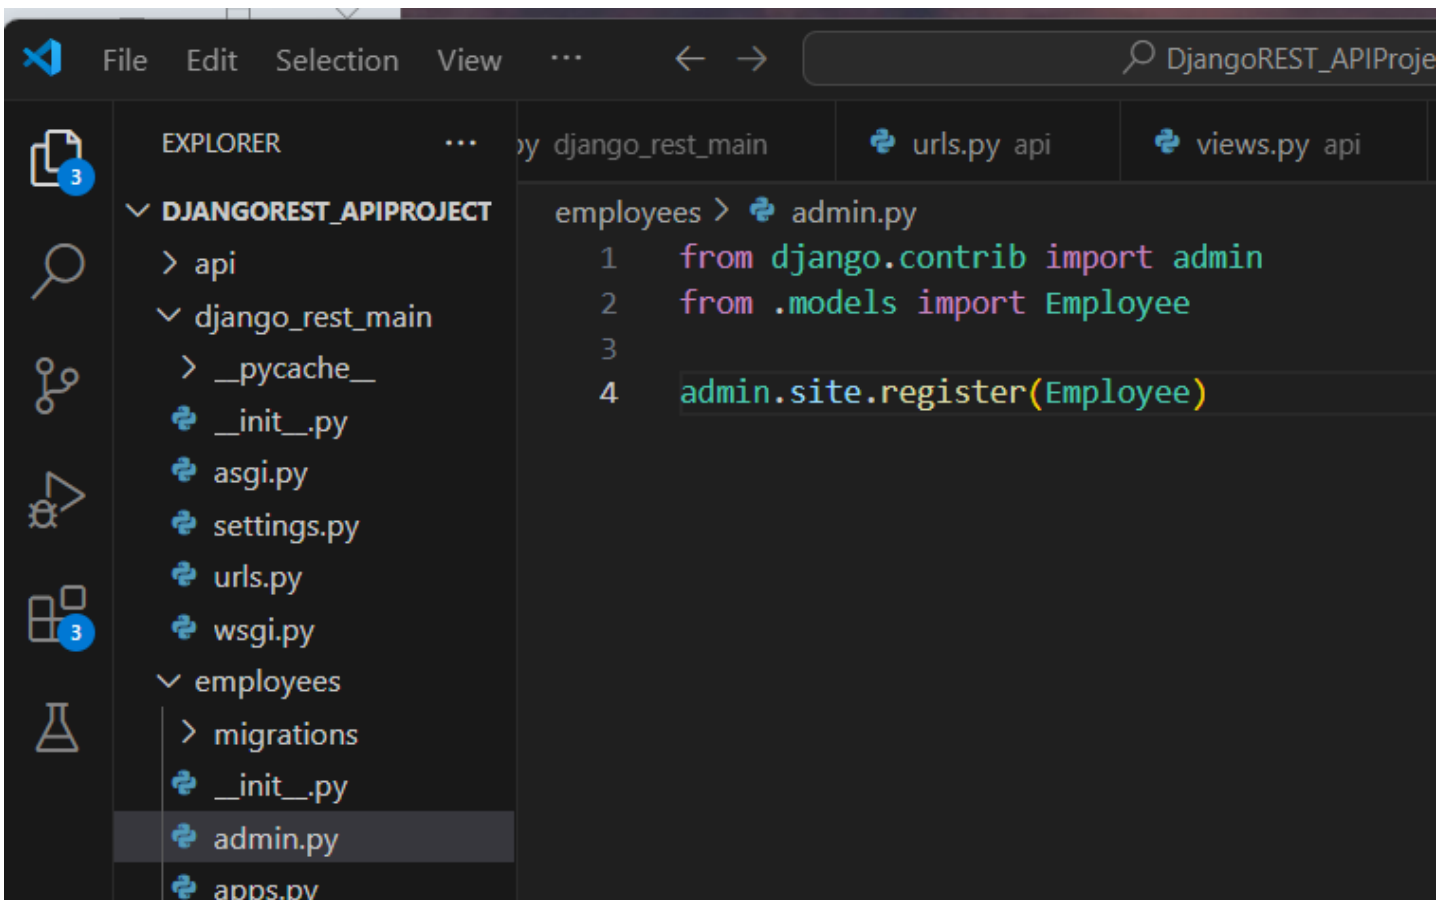 File Edit Selection View ··· DjangoREST_APIProje
EXPLORER ···
py django_rest_main urls.py api views.py api
DJANGOREST_APIPROJECT
employees > admin.py
api
django_rest_main
__pycache__
__init__.py
asgi.py
settings.py
urls.py
wsgi.py
employees
migrations
__init__.py
admin.py
apps.py
3
3
1 from django.contrib import admin
2 from .models import Employee
3
4 admin.site.register(Employee)